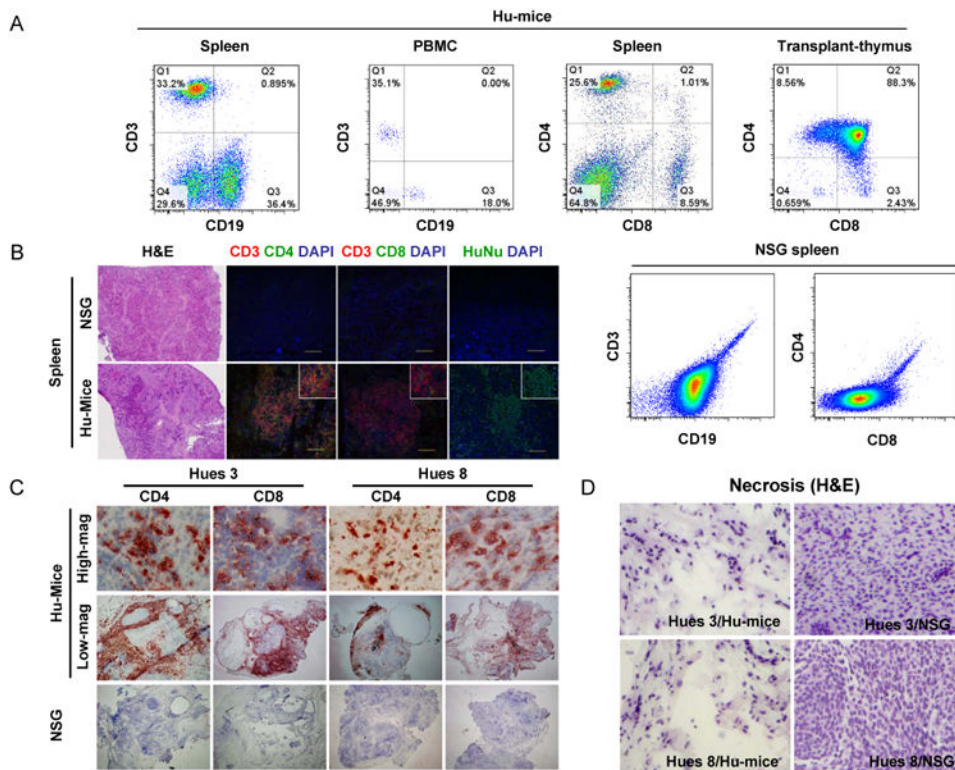 A
Hu-mice
Spleen
PBMC
Spleen
Transplant-thymus
Q1
33.2%
Q2
0.895%
Q4
29.6%
Q3
36.4%
CD3
CD19
Q1
35.1%
Q2
0.00%
Q4
46.9%
Q3
18.0%
CD3
CD19
Q1
25.6%
Q2
1.01%
Q4
64.8%
Q3
8.59%
CD4
CD8
Q1
8.56%
Q2
88.3%
Q4
0.659%
Q3
2.43%
CD4
CD8
B
H&E
CD3 CD4 DAPI
CD3 CD8 DAPI
HuNu DAPI
Spleen
NSG
Hu-Mice
NSG spleen
CD3
CD19
CD4
CD8
C
Hues 3
Hues 8
CD4
CD8
CD4
CD8
Hu-Mice
High-mag
Low-mag
NSG
D
Necrosis (H&E)
Hues 3/Hu-mice
Hues 3/NSG
Hues 8/Hu-mice
Hues 8/NSG